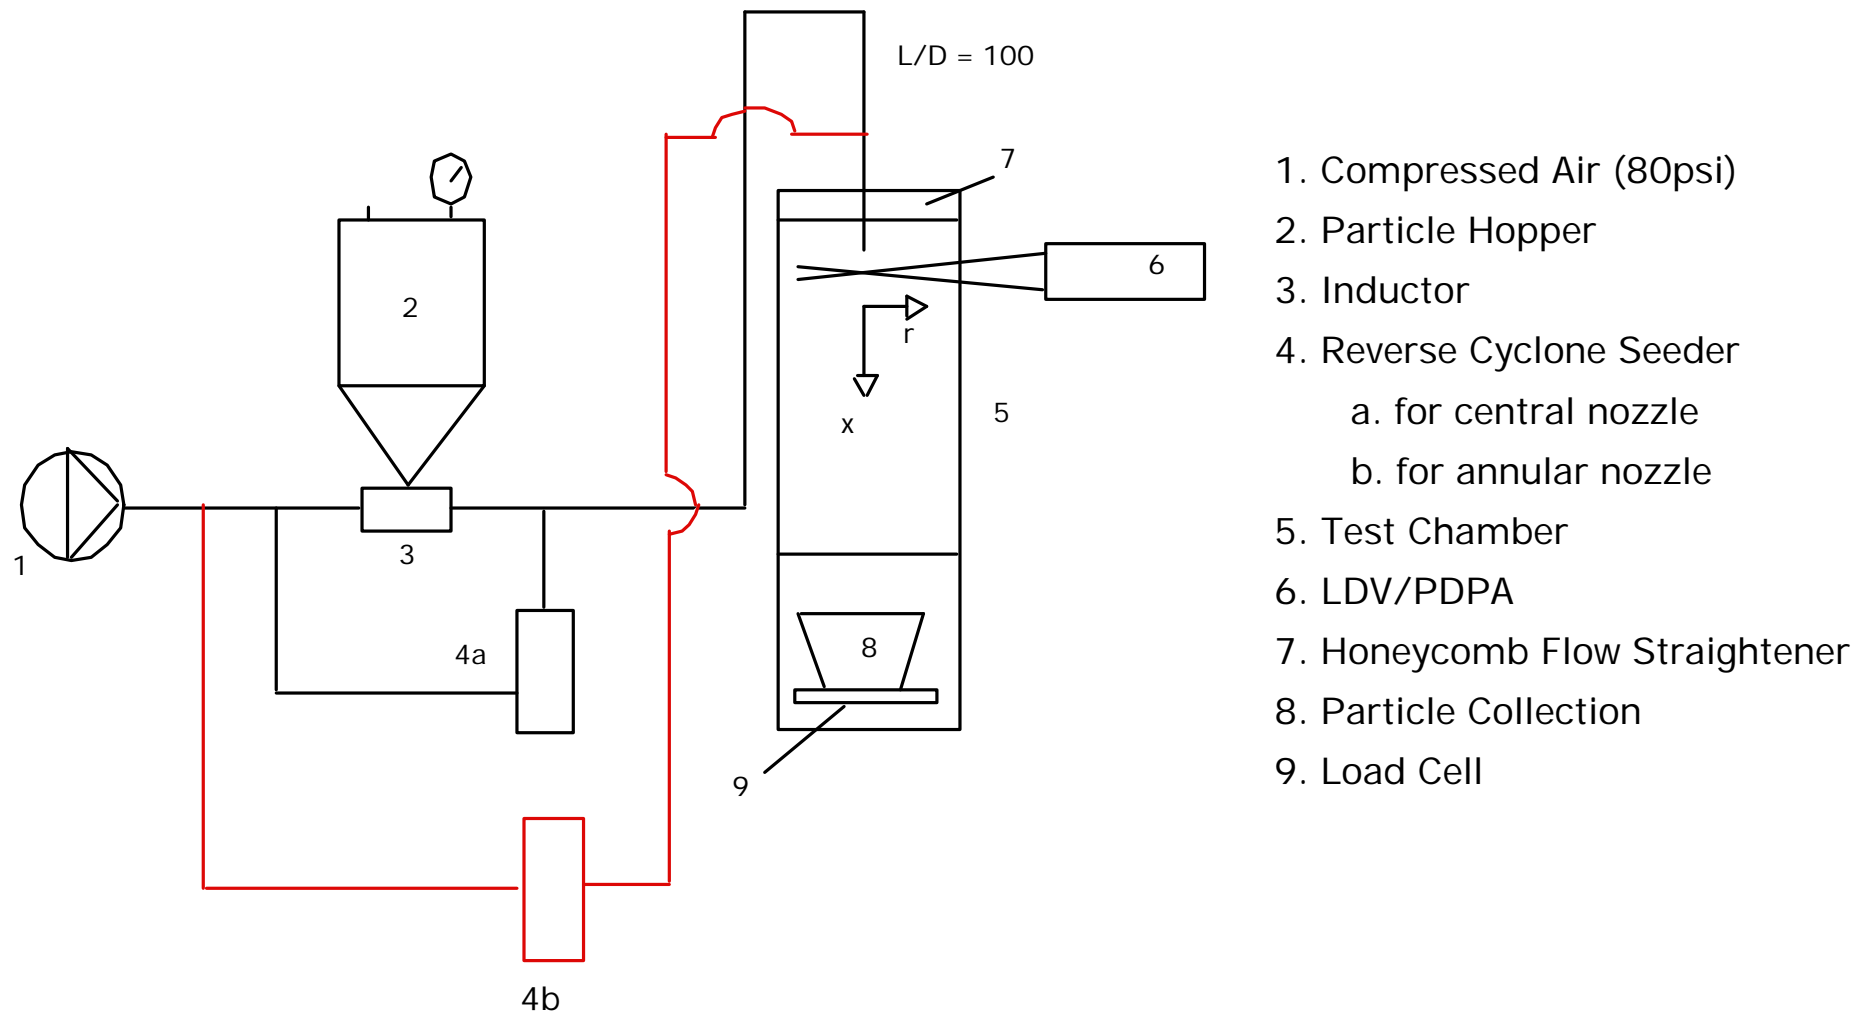 L/D = 100
7
2
6
r
x
5
1
3
4a
8
9
4b
1. Compressed Air (80psi)
2. Particle Hopper
3. Inductor
4. Reverse Cyclone Seeder
a. for central nozzle
b. for annular nozzle
5. Test Chamber
6. LDV/PDPA
7. Honeycomb Flow Straightener
8. Particle Collection
9. Load Cell